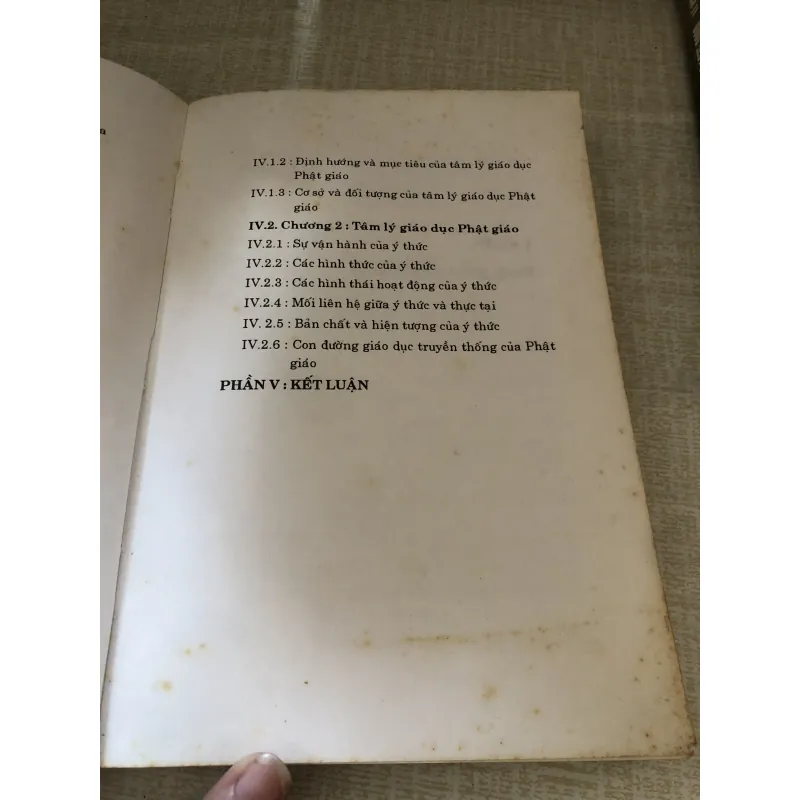 IV.1.2 : Định hướng và mục tiêu của tâm lý giáo dục
Phật giáo
IV.1.3 : Cơ sở và đối tượng của tâm lý giáo dục Phật
giáo
IV.2. Chương 2 : Tâm lý giáo dục Phật giáo
IV.2.1 : Sự vận hành của ý thức
IV.2.2 : Các hình thức của ý thức
IV.2.3 : Các hình thái hoạt động của ý thức
IV.2.4 : Mối liên hệ giữa ý thức và thực tại
IV. 2.5 : Bản chất và hiện tượng của ý thức
IV.2.6 : Con đường giáo dục truyền thống của Phật
giáo
PHẦN V : KẾT LUẬN